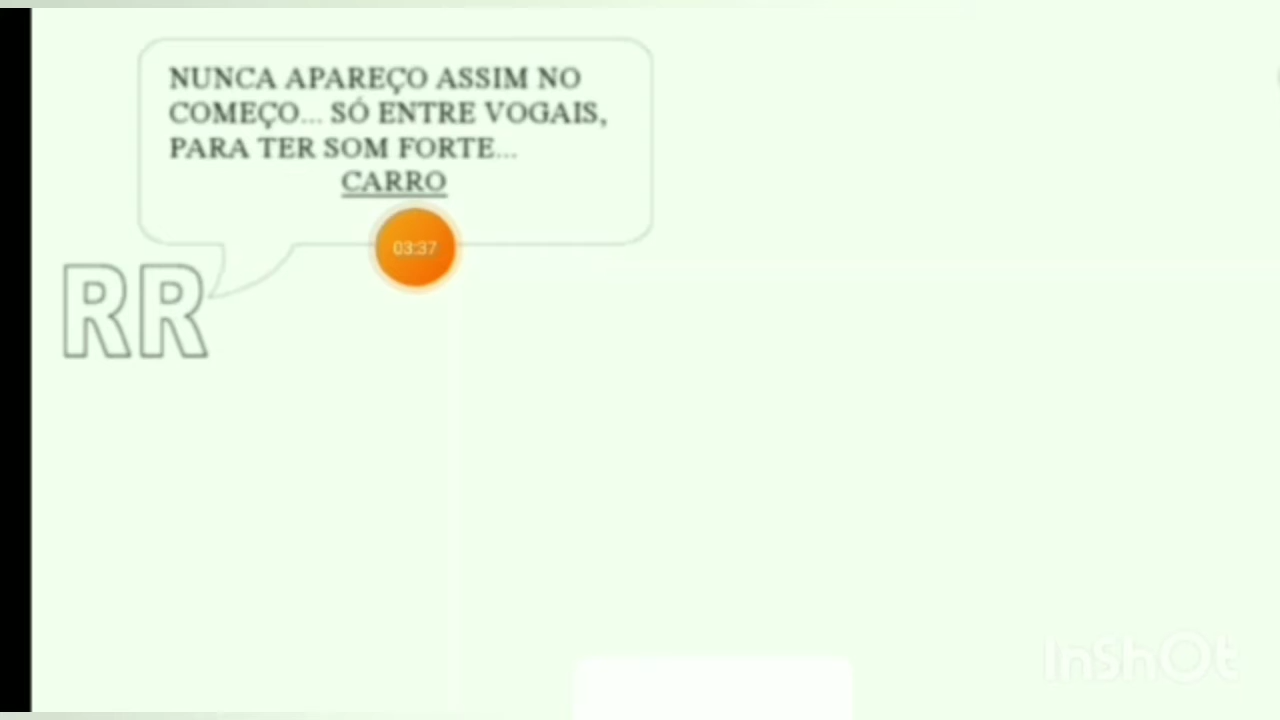 NUNCA APAREÇO ASSIM NO
COMEÇO... SÓ ENTRE VOGAIS,
PARA TER SOM FORTE...
CARRO
03:37
RR
InShOt